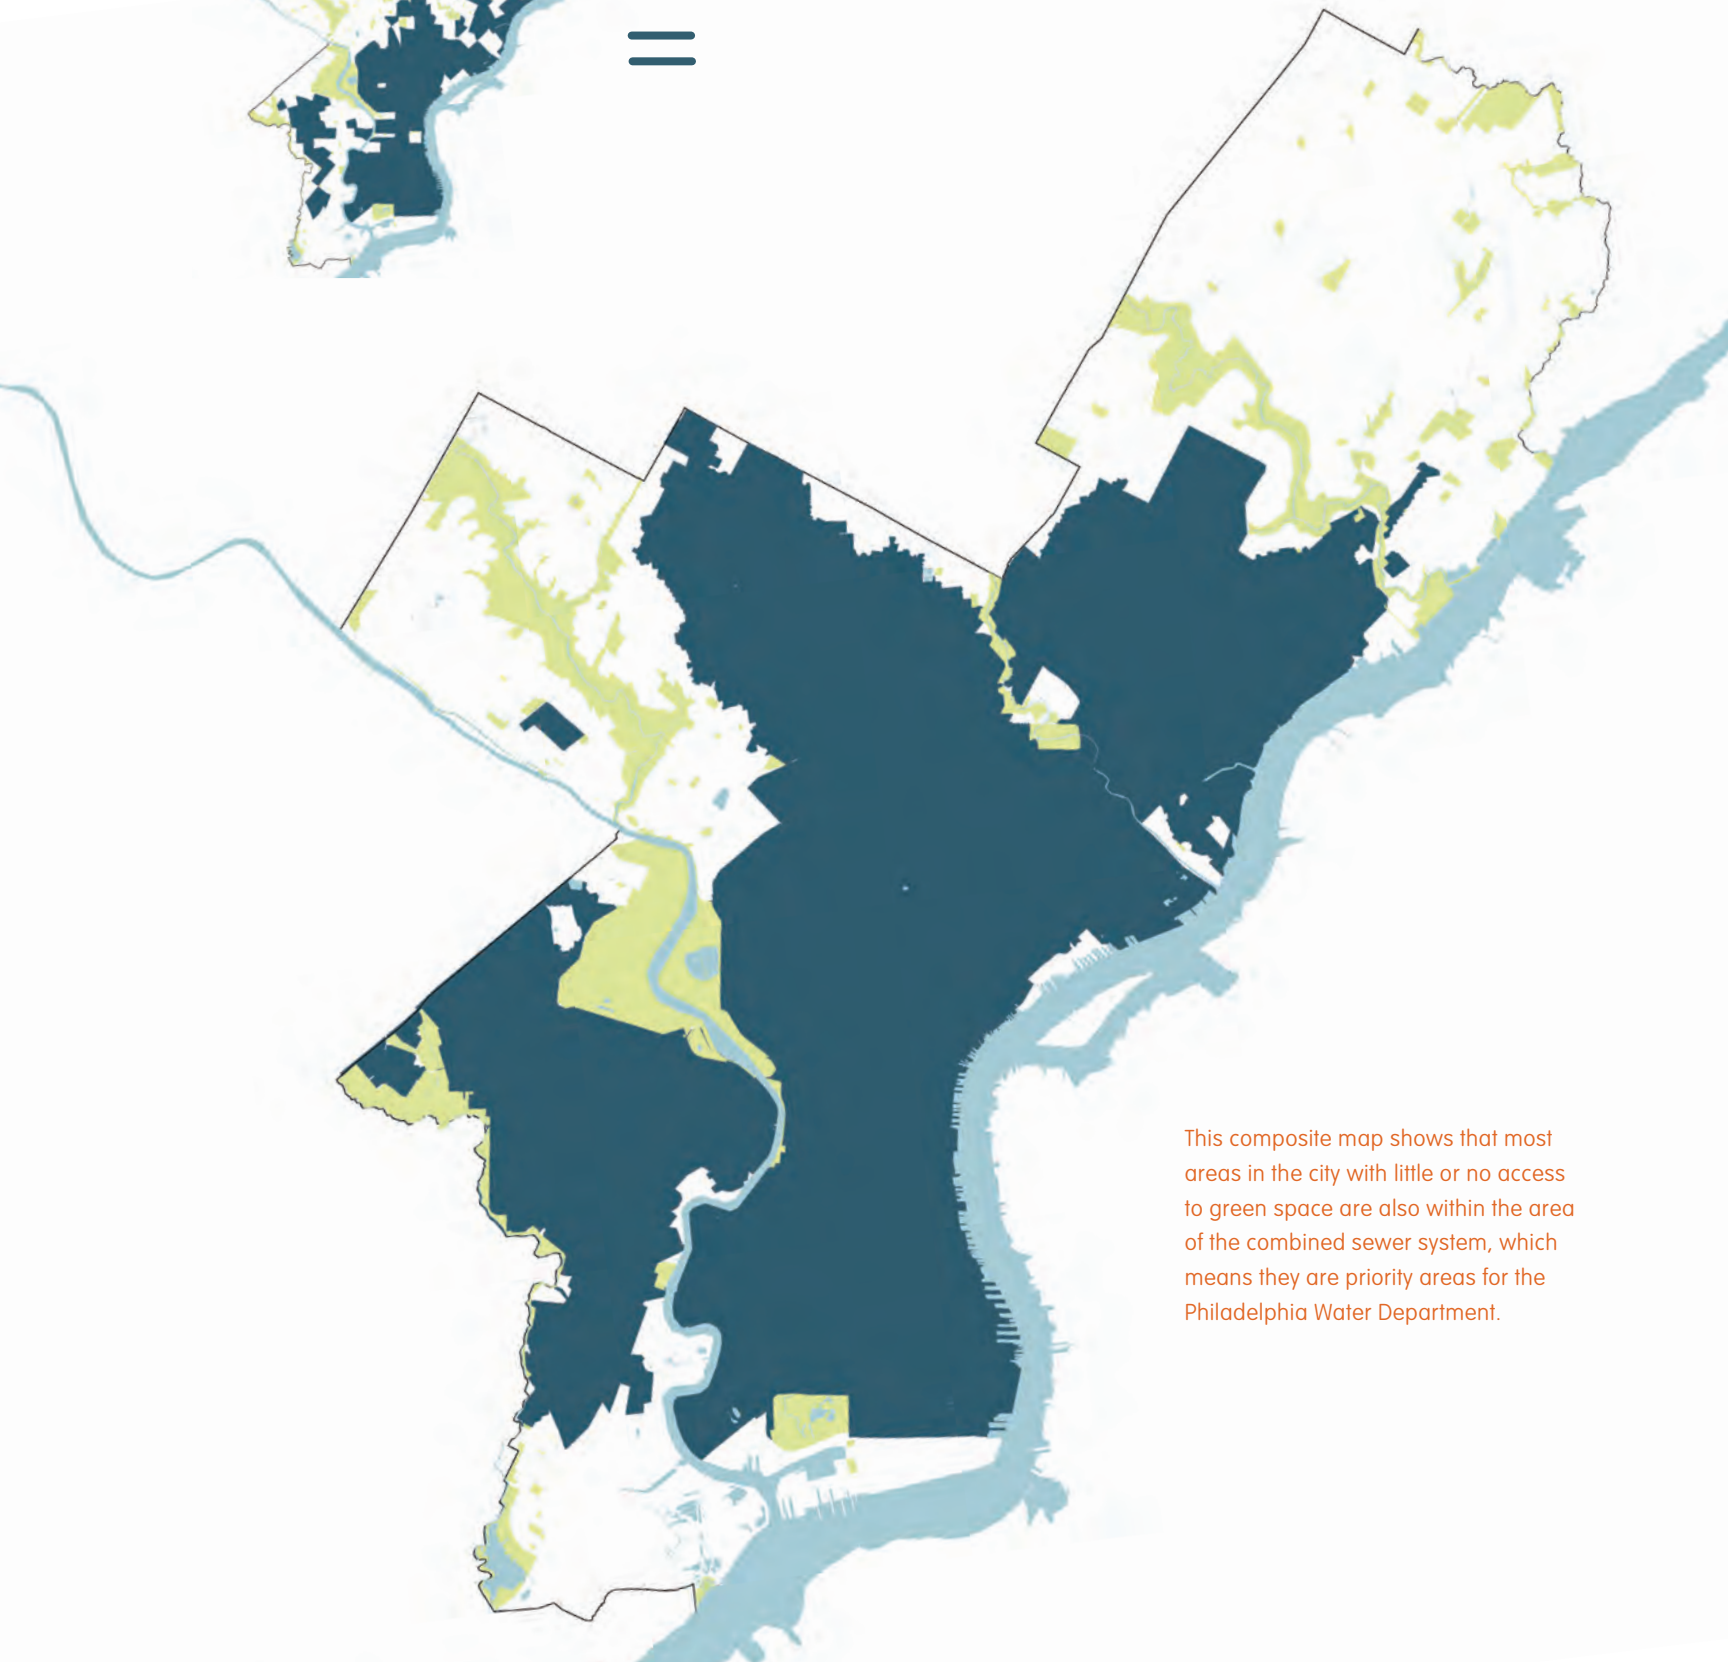 This composite map shows that most
areas in the city with little or no access
to green space are also within the area
of the combined sewer system, which
means they are priority areas for the
Philadelphia Water Department.